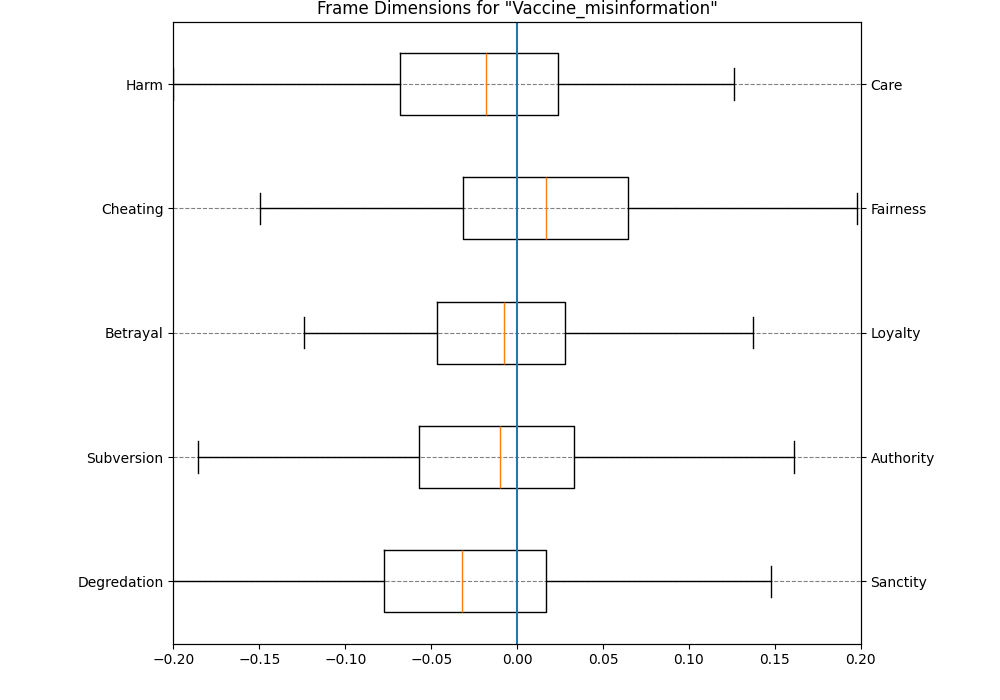 Frame Dimensions for "Vaccine_misinformation"
Harm
Care
Cheating
Fairness
Betrayal
Loyalty
Subversion
Authority
Degredation
Sanctity
−0.20 −0.15 −0.10 −0.05 0.00 0.05 0.10 0.15 0.20